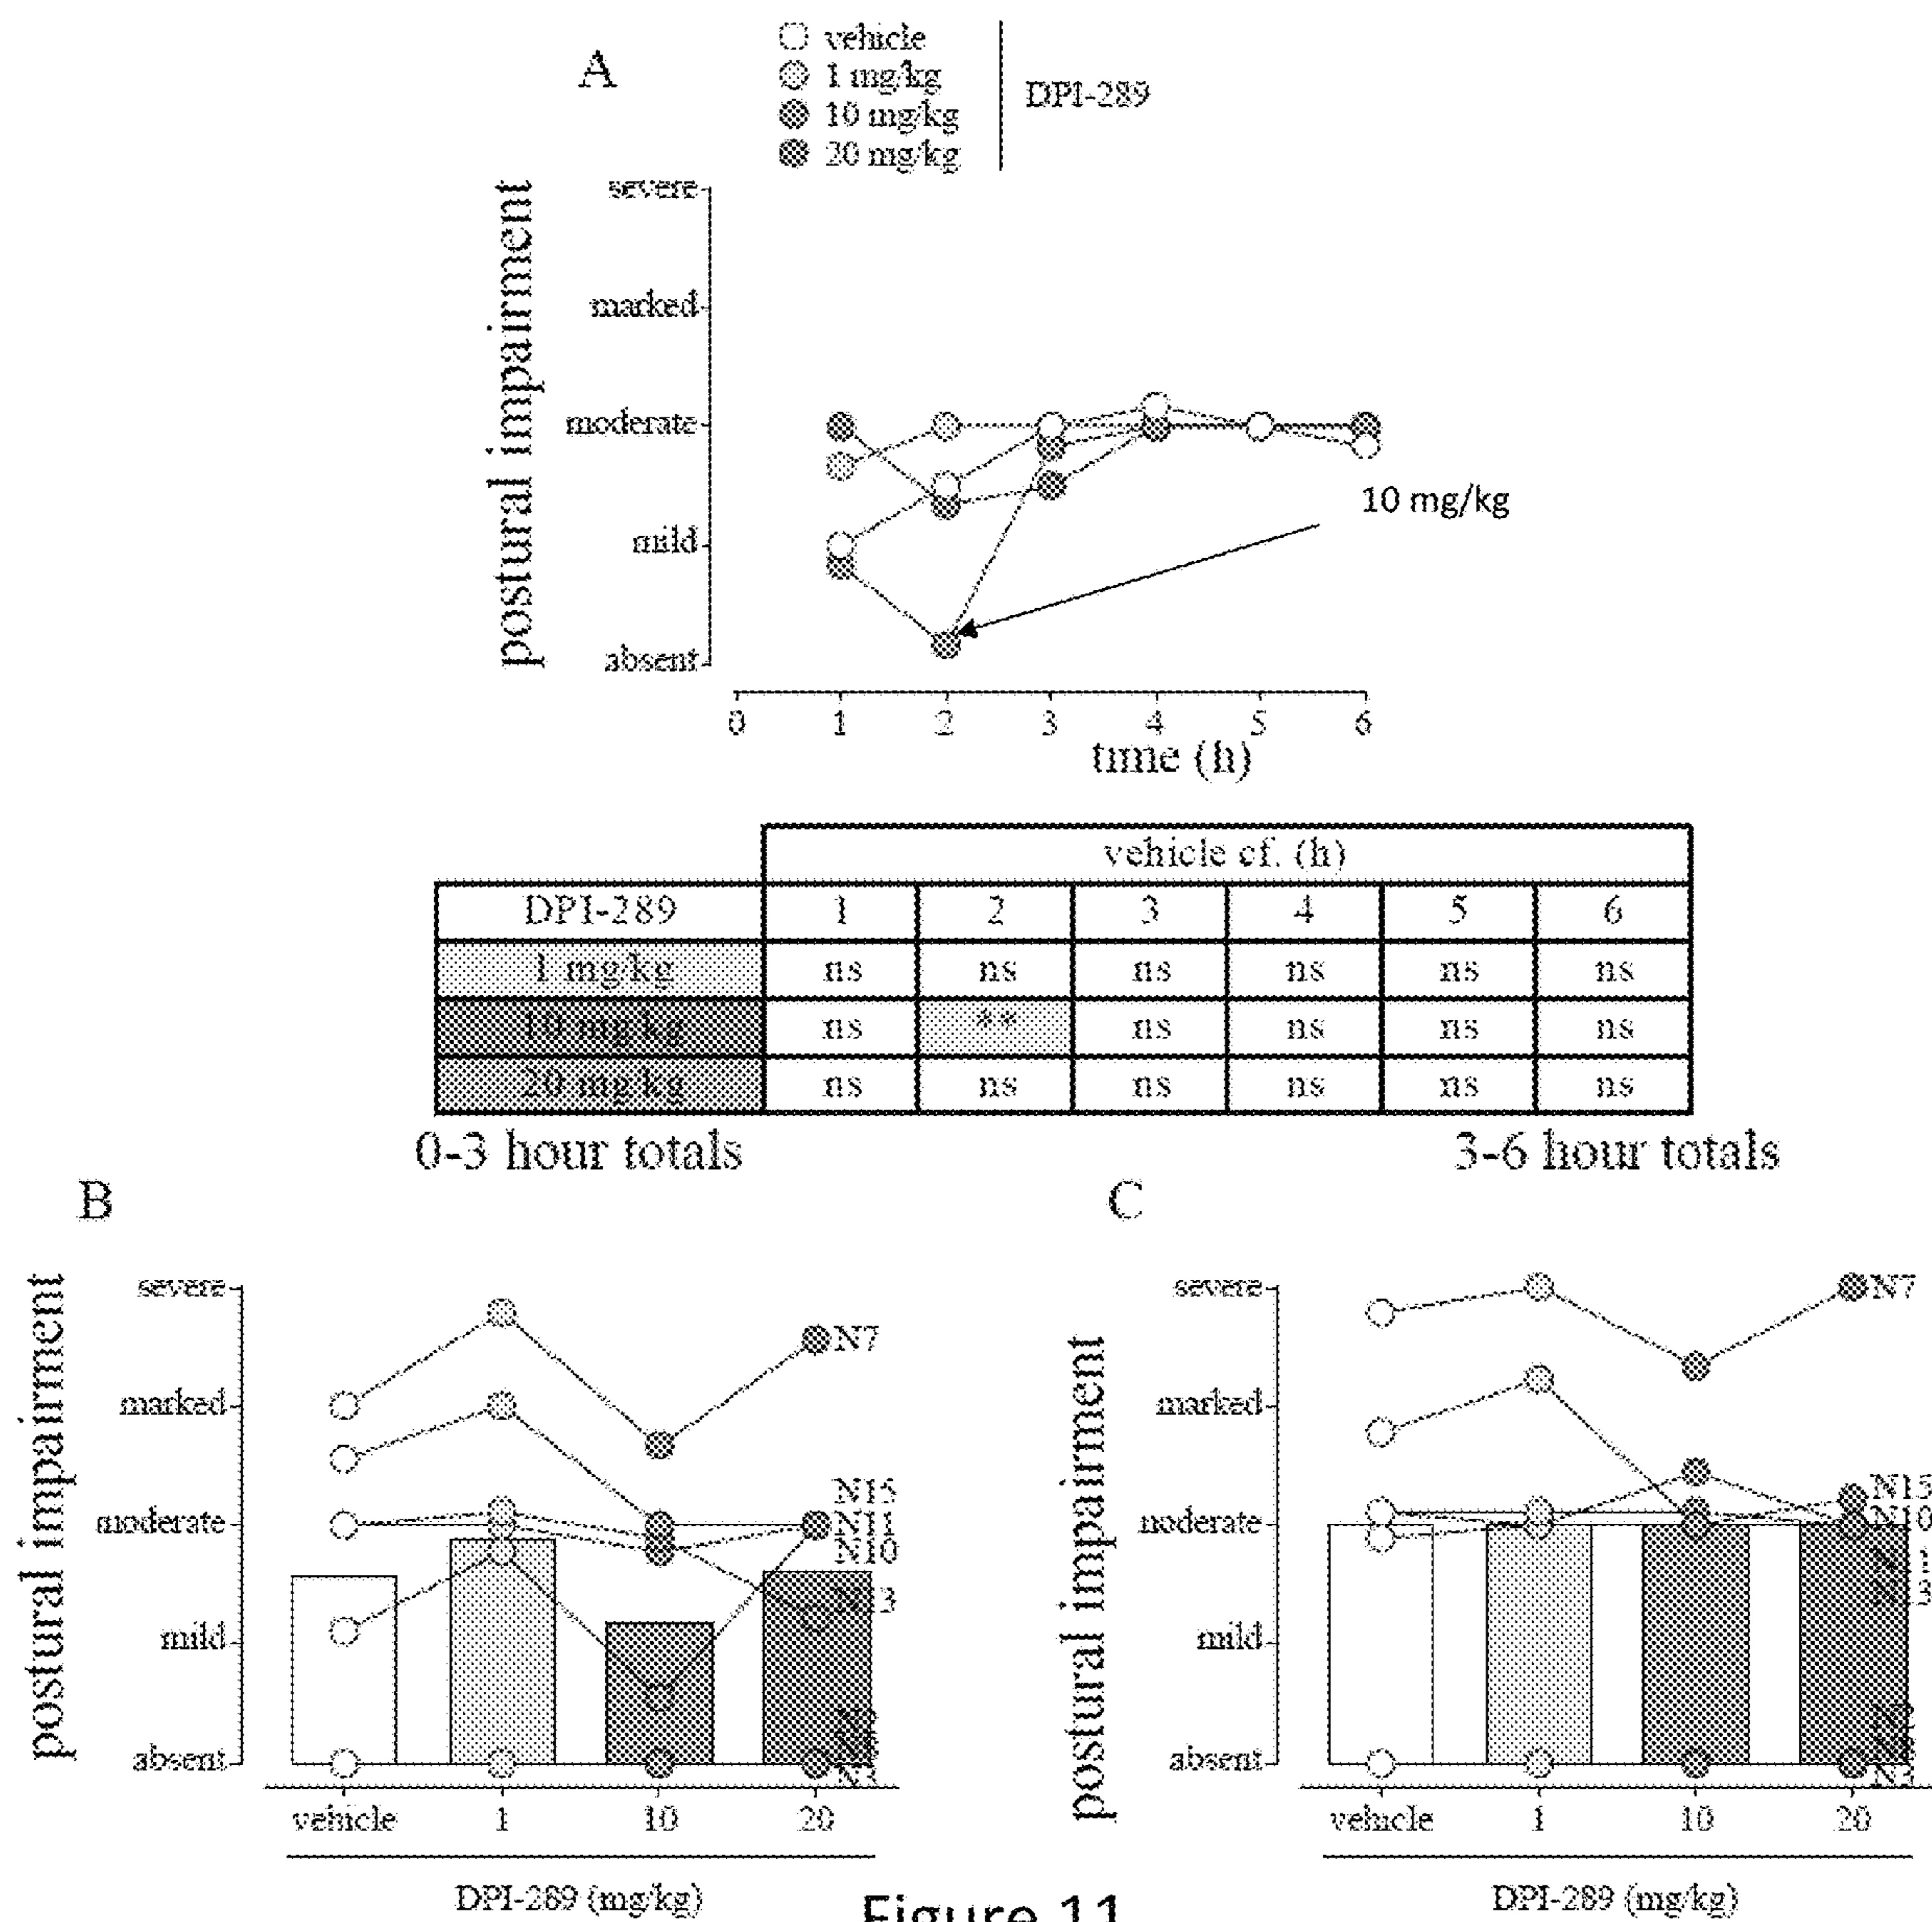 A
vehicle
1 mg/kg
10 mg/kg
20 mg/kg
DPI-289
postural impairment
severe
marked
moderate
mild
absent
10 mg/kg
0 1 2 3 4 5 6
time (h)
vehicle cf. (h)
DPI-289 1 2 3 4 5 6
1 mg/kg ns ns ns ns ns ns
10 mg/kg ns ** ns ns ns ns
20 mg/kg ns ns ns ns ns ns
0-3 hour totals
3-6 hour totals
B
postural impairment
severe
marked
moderate
mild
absent
N7
N15
N11
N10
N3
vehicle 1 10 20
DPI-289 (mg/kg)
C
postural impairment
severe
marked
moderate
mild
absent
N7
N15
N10
N3
vehicle 1 10 20
DPI-289 (mg/kg)
Figure 11